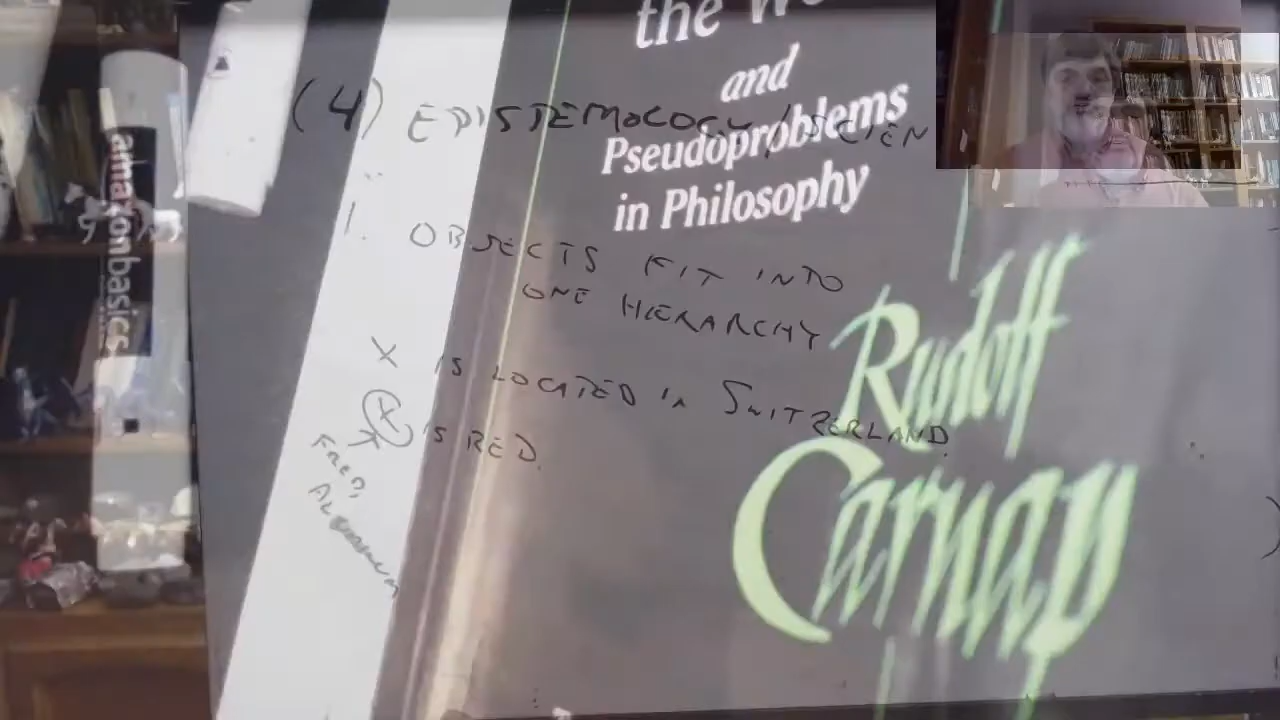 the
and
Pseudoproblems
in Philosophy
Rudolf
Carnap
amazonbasics
(4) EPISTEMOLOGY / SCIEN
1. OBJECTS FIT INTO
ONE HIERARCHY
X IS LOCATED IN SWITZERLAND.
X IS RED.
FRED,